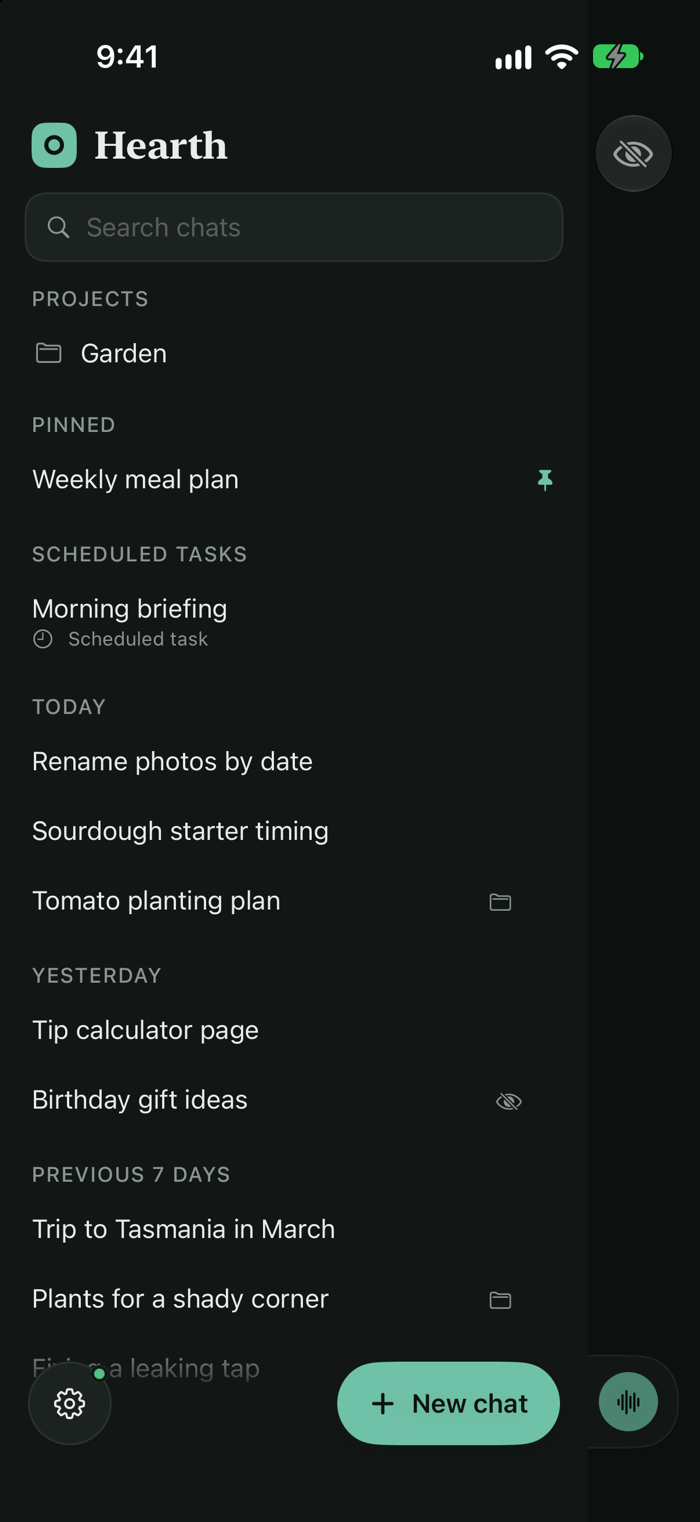 9:41
Hearth
Search chats
PROJECTS
Garden
PINNED
Weekly meal plan
SCHEDULED TASKS
Morning briefing
Scheduled task
TODAY
Rename photos by date
Sourdough starter timing
Tomato planting plan
YESTERDAY
Tip calculator page
Birthday gift ideas
PREVIOUS 7 DAYS
Trip to Tasmania in March
Plants for a shady corner
a leaking tap
New chat